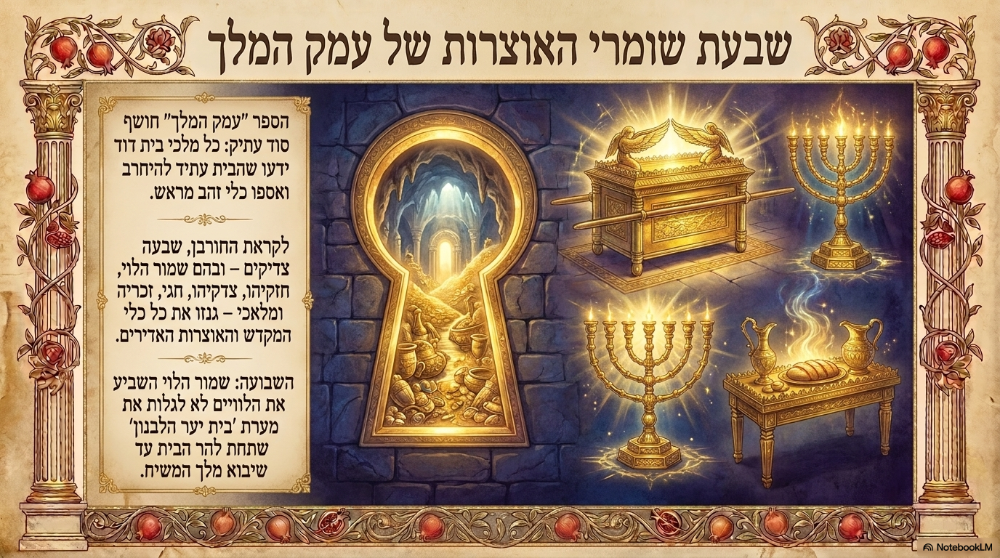 שבעת שומרי האוצרות של עמק המלך
הספר "עמק המלך" חושף
סוד עתיק: כל מלכי בית דוד
ידעו שהבית עתיד להיחרב
ואספו כלי זהב מראש.
לקראת החורבן, שבעה
צדיקים – ובהם שמור הלוי,
חזקיהו, צדקיהו, חגי, זכריה
ומלאכי – גנזו את כל כלי
המקדש והאוצרות האדירים.
השבועה: שמור הלוי השביע
את הלוויים לא לגלות את
מערת 'בית יער הלבנון'
שתחת להר הבית עד
שיבוא מלך המשיח.
NotebookLM